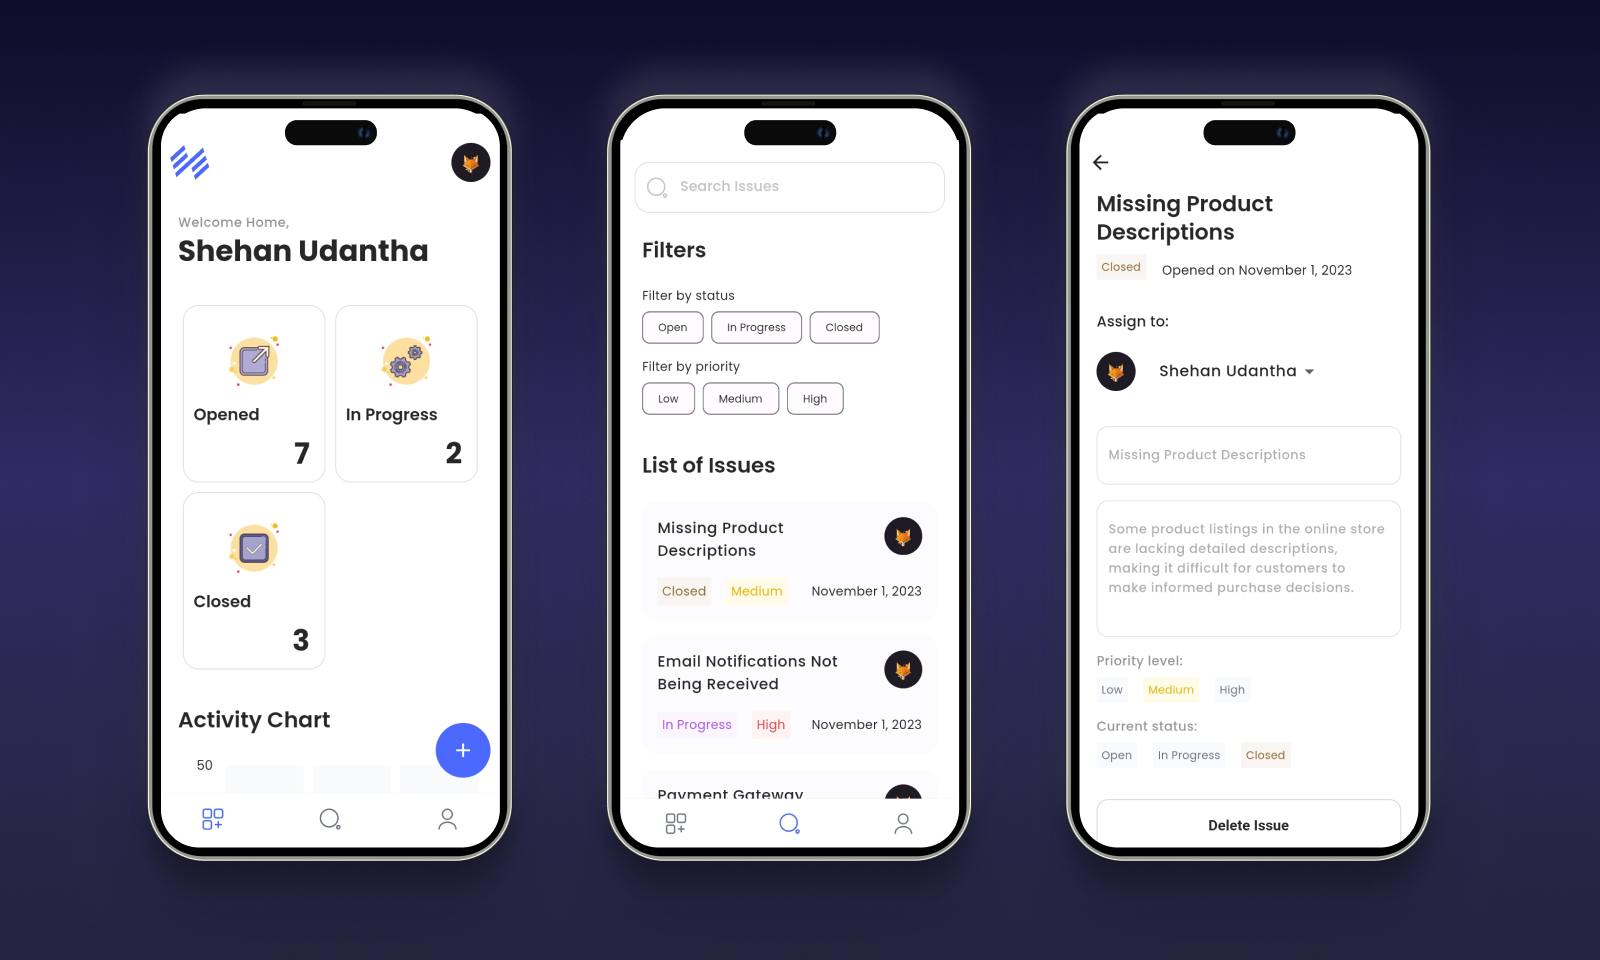 Welcome Home,
Shehan Udantha
Opened
7
In Progress
2
Closed
3
Activity Chart
50
Search Issues
Filters
Filter by status
Open
In Progress
Closed
Filter by priority
Low
Medium
High
List of Issues
Missing Product
Descriptions
Closed
Medium
November 1, 2023
Email Notifications Not
Being Received
In Progress
High
November 1, 2023
Payment Gateway
Missing Product
Descriptions
Closed
Opened on November 1, 2023
Assign to:
Shehan Udantha
Missing Product Descriptions
Some product listings in the online store
are lacking detailed descriptions,
making it difficult for customers to
make informed purchase decisions.
Priority level:
Low
Medium
High
Current status:
Open
In Progress
Closed
Delete Issue